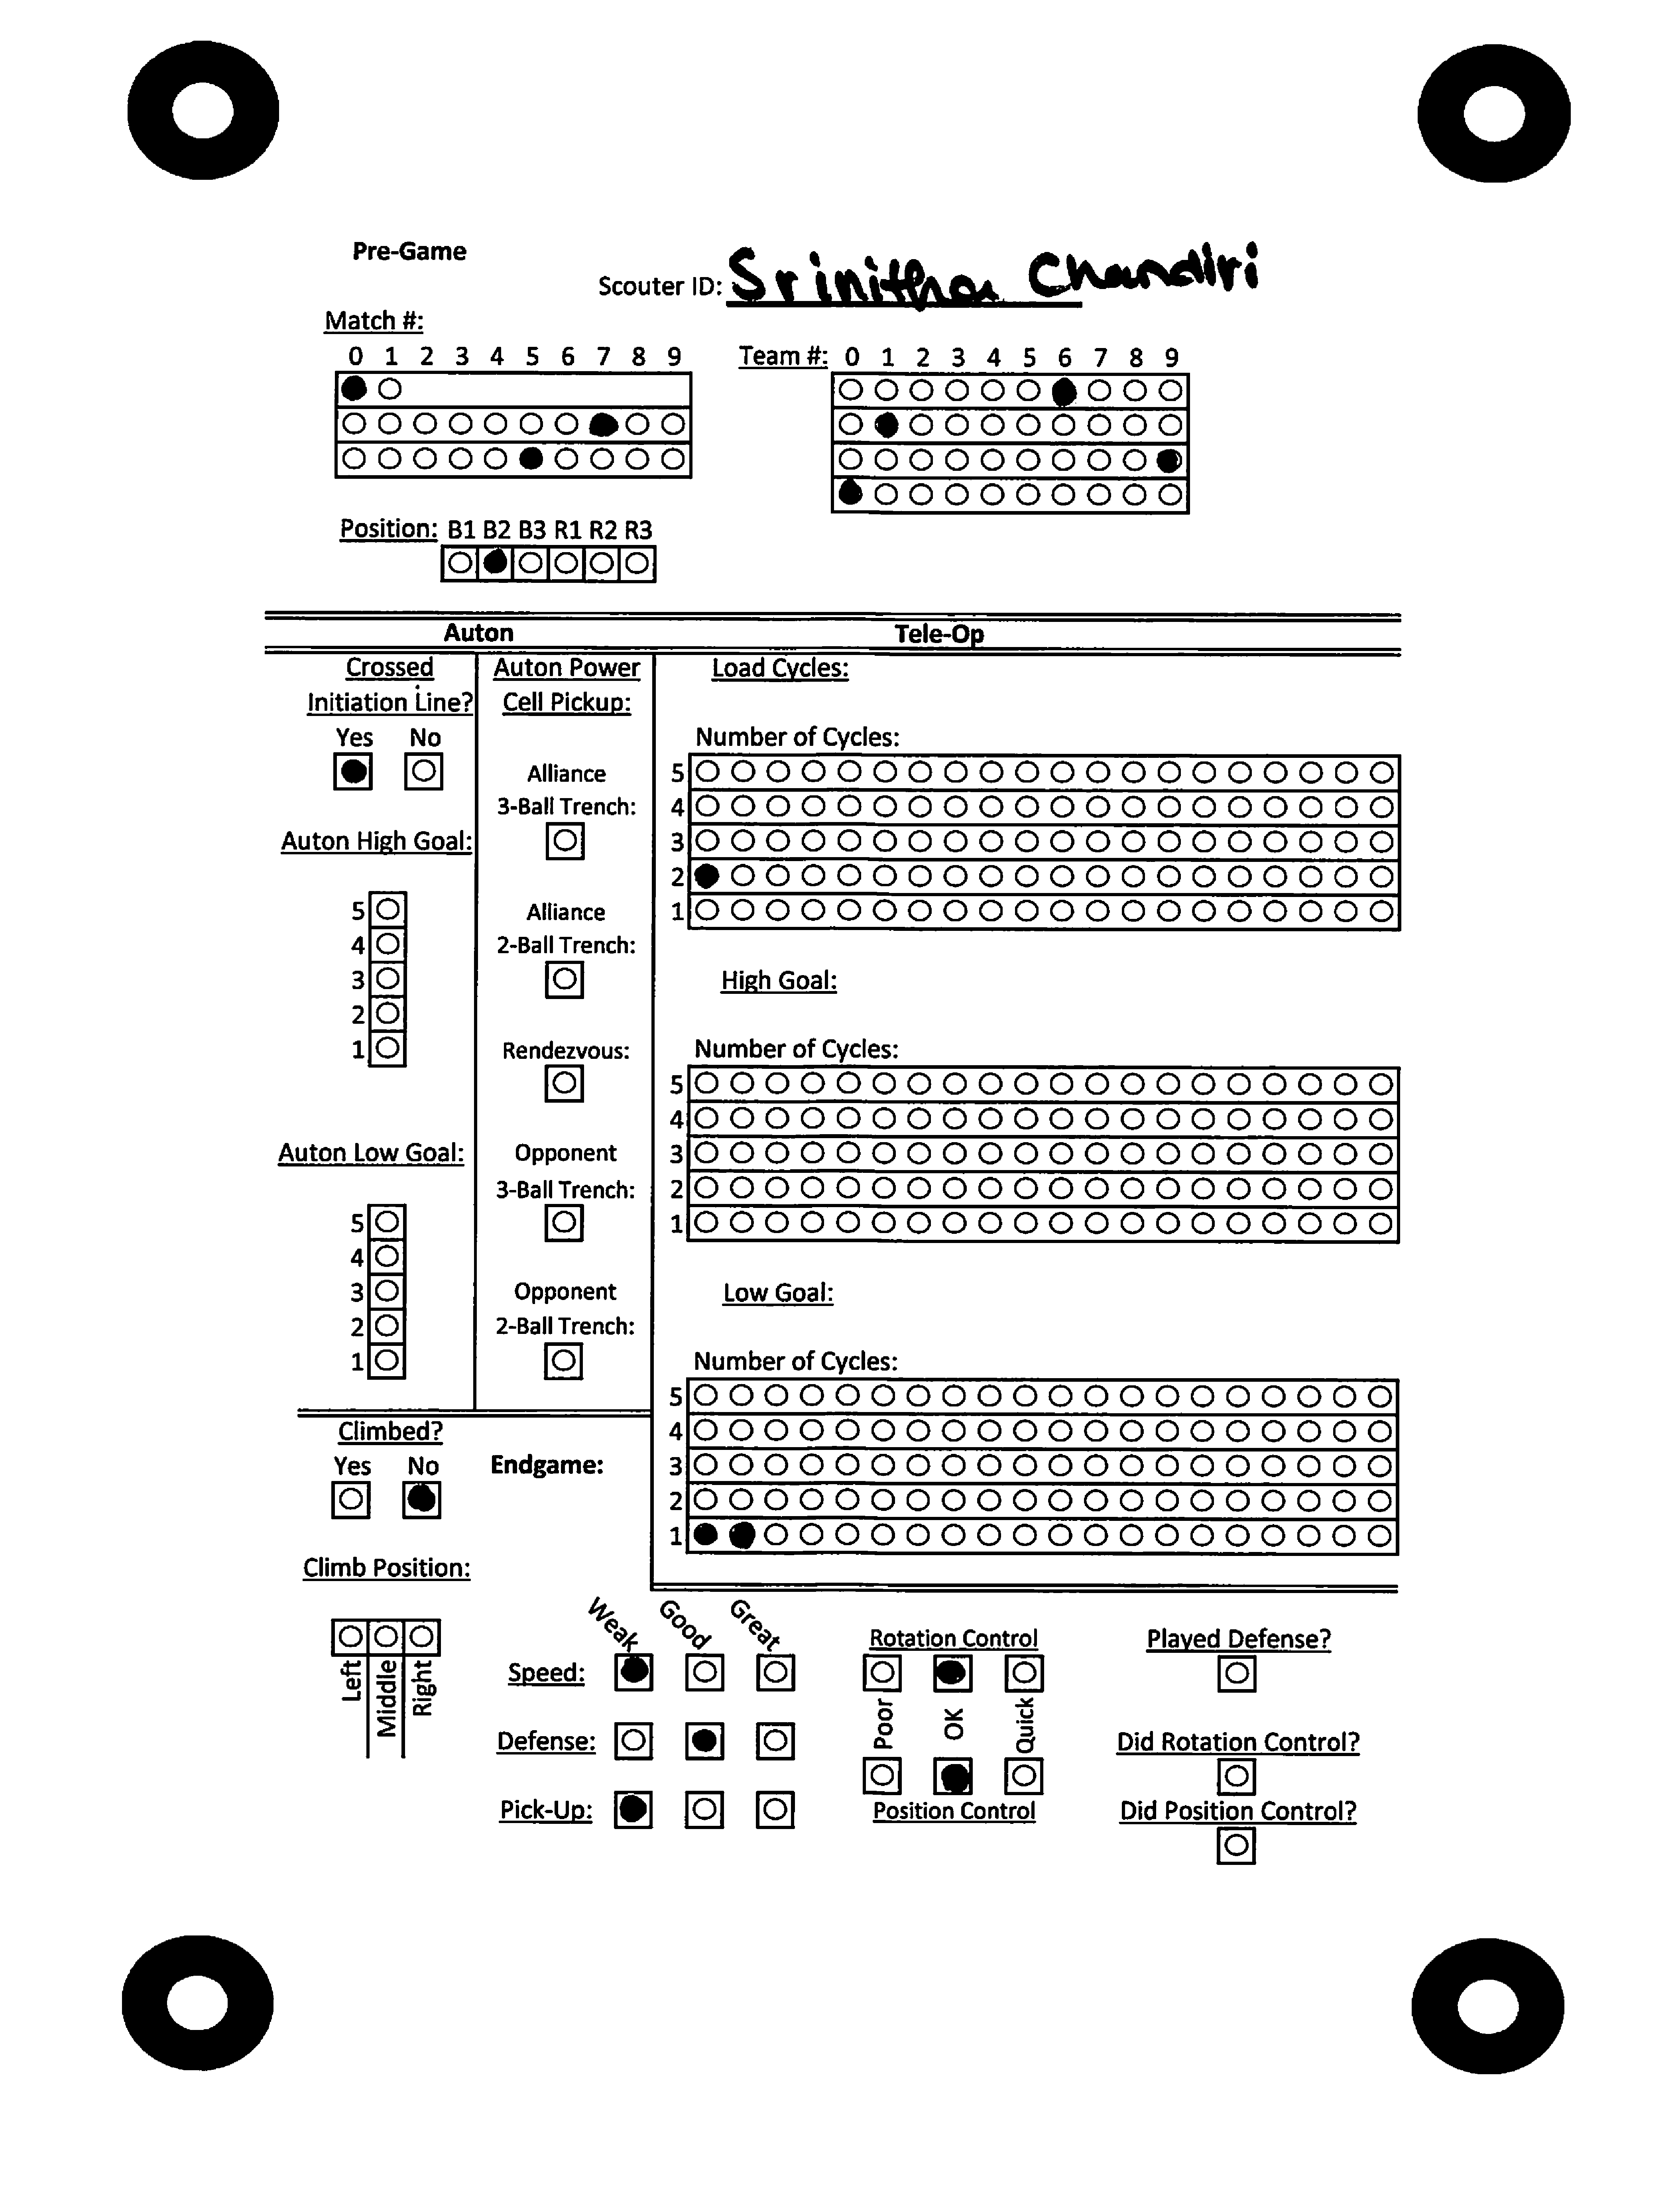 Pre-Game
Scouter ID: Srinitha Chandiri
Match #:
0 1 2 3 4 5 6 7 8 9
Team #: 0 1 2 3 4 5 6 7 8 9
Position: B1 B2 B3 R1 R2 R3
Auton
Tele-Op
Crossed
Initiation Line?
Yes No
Auton High Goal:
5
4
3
2
1
Auton Low Goal:
5
4
3
2
1
Auton Power
Cell Pickup:
Alliance
3-Ball Trench:
Alliance
2-Ball Trench:
Rendezvous:
Opponent
3-Ball Trench:
Opponent
2-Ball Trench:
Load Cycles:
Number of Cycles:
5
4
3
2
1
High Goal:
Number of Cycles:
5
4
3
2
1
Low Goal:
Number of Cycles:
5
4
3
2
1
Climbed?
Yes No
Endgame:
Climb Position:
Left
Middle
Right
Weak Good Great
Speed:
Defense:
Pick-Up:
Rotation Control
Poor OK Quick
Position Control
Played Defense?
Did Rotation Control?
Did Position Control?